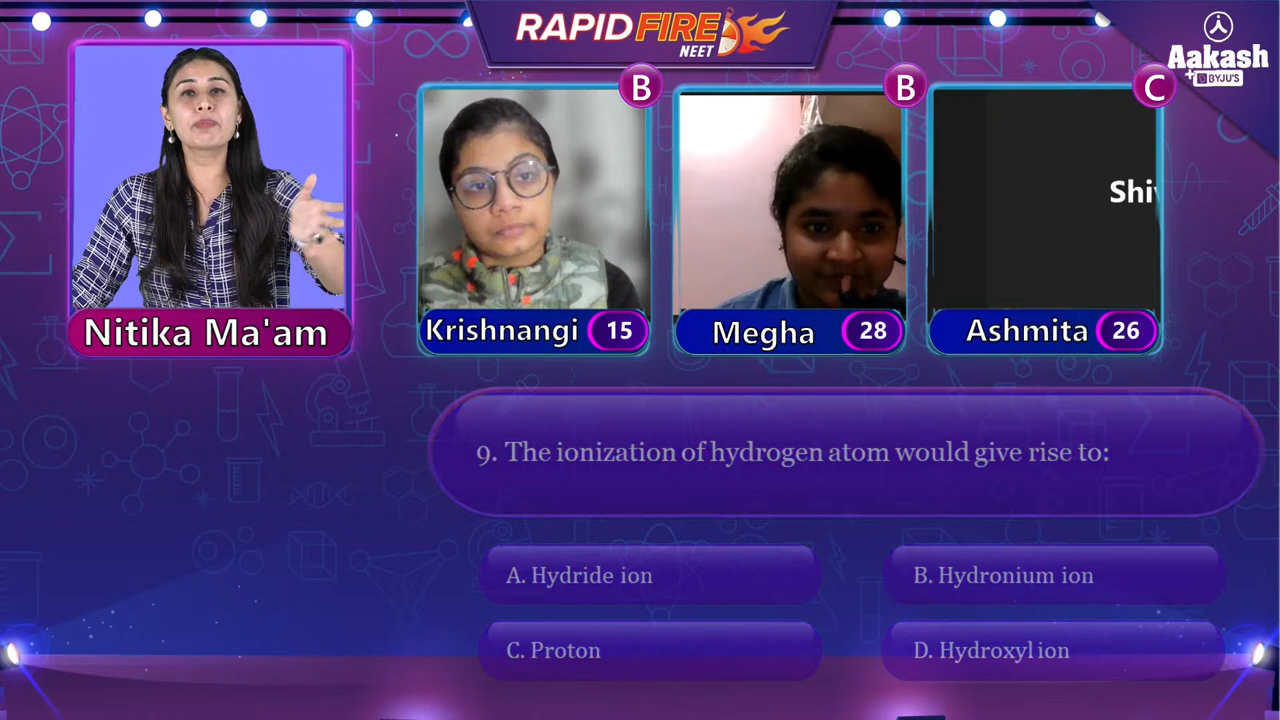 RAPID FIRE
NEET
Aakash
+ BYJU'S
B
B
C
Shiv
Nitika Ma'am
Krishnangi 15
Megha 28
Ashmita 26
9. The ionization of hydrogen atom would give rise to:
A. Hydride ion
B. Hydronium ion
C. Proton
D. Hydroxyl ion